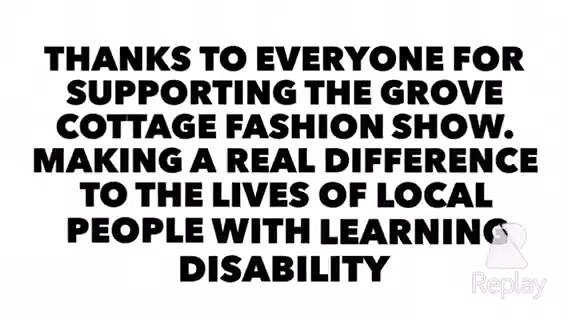 THANKS TO EVERYONE FOR
SUPPORTING THE GROVE
COTTAGE FASHION SHOW.
MAKING A REAL DIFFERENCE
TO THE LIVES OF LOCAL
PEOPLE WITH LEARNING
DISABILITY
Replay